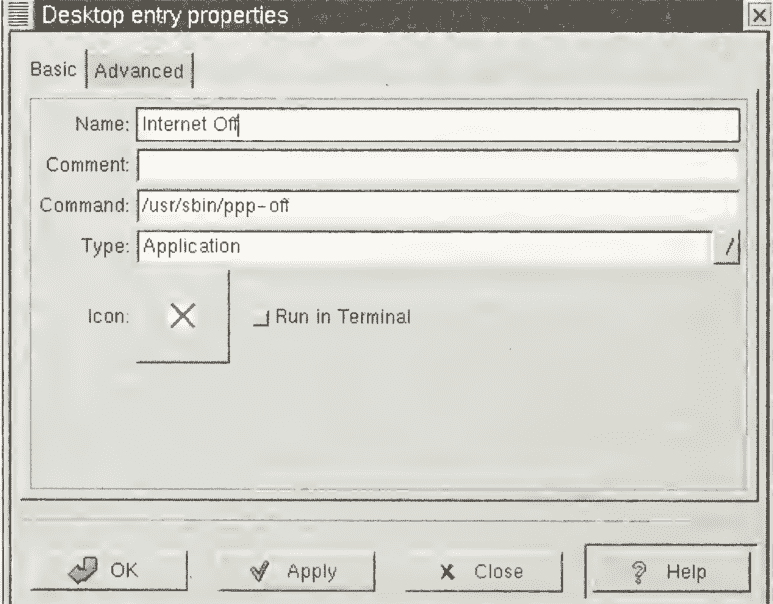 Desktop entry properties
Basic Advanced
Name: Internet Off
Comment:
Command: /usr/sbin/ppp-off
Type: Application
Icon: Run in Terminal
OK Apply Close Help